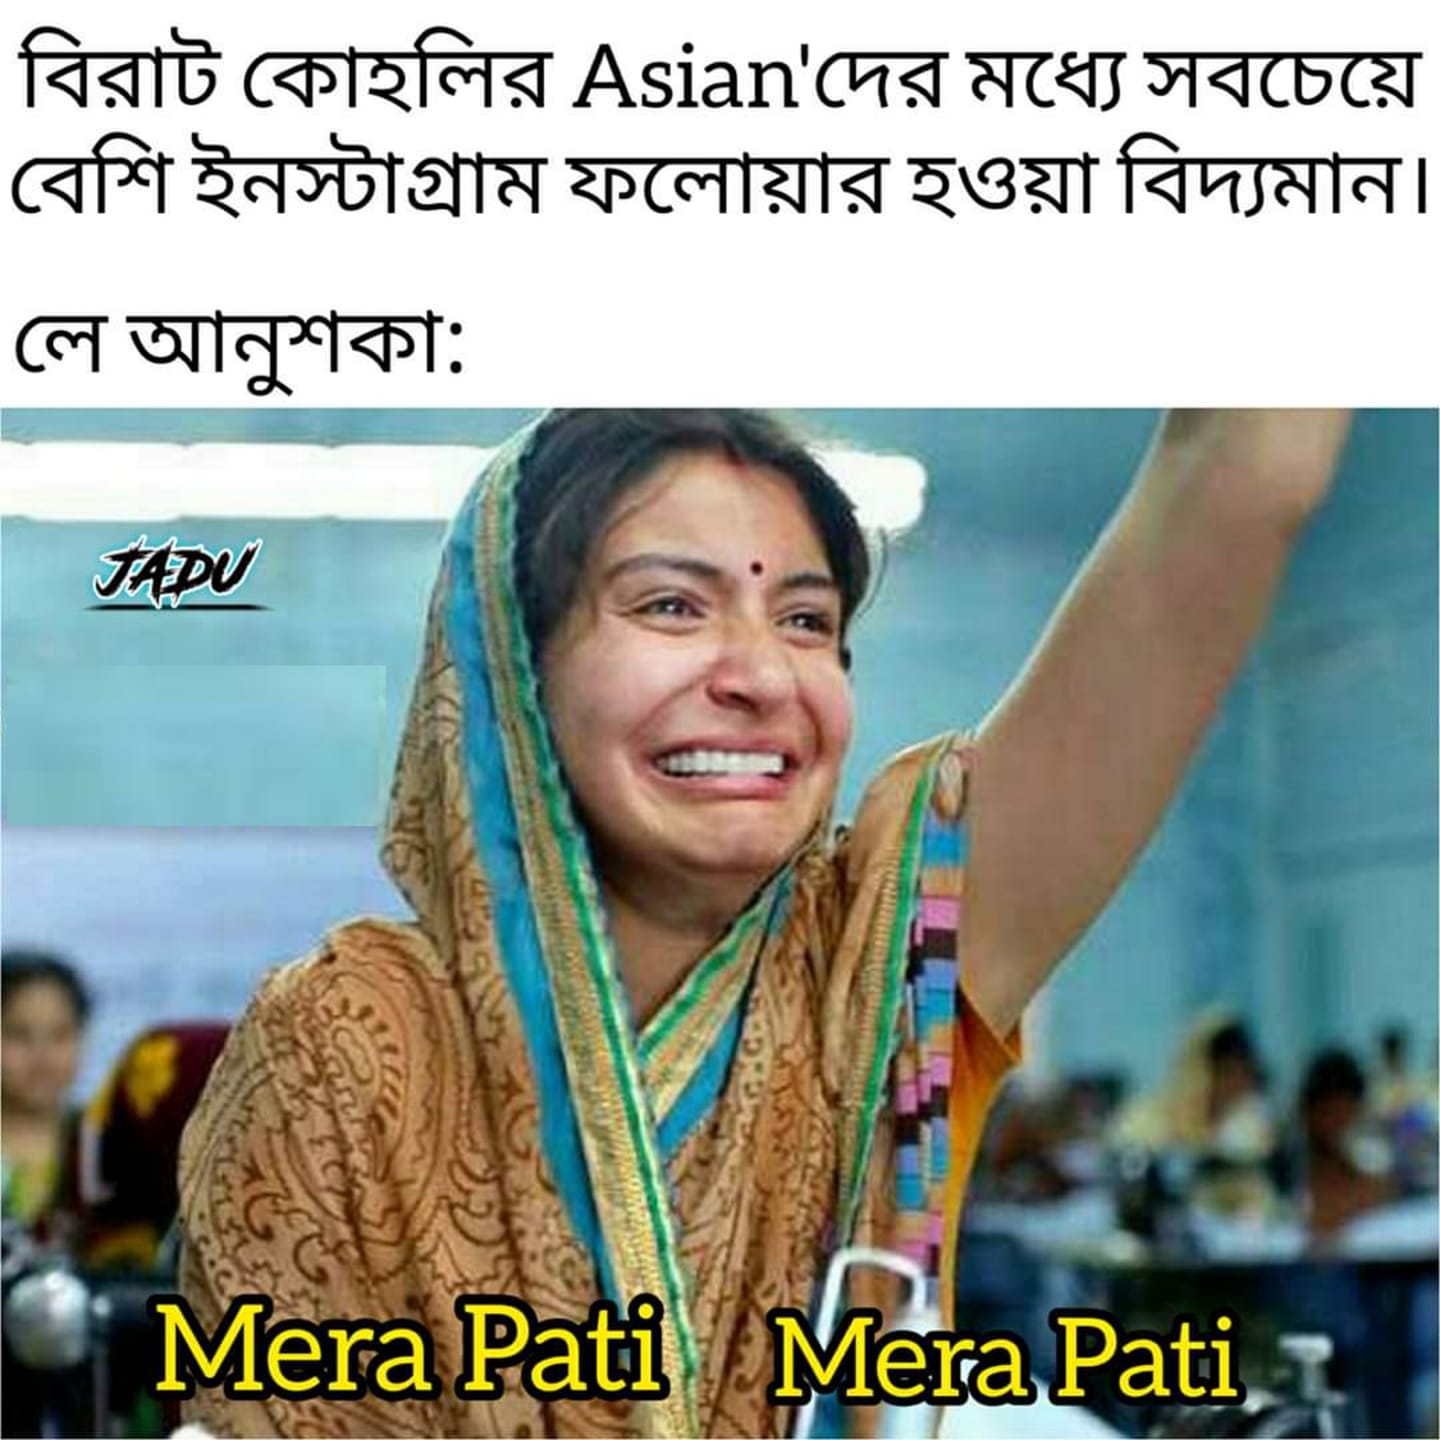 বিরাট কোহলির Asian'দের মধ্যে সবচেয়ে
বেশি ইনস্টাগ্রাম ফলোয়ার হওয়া বিদ্যমান।
লে আনুশকা:
JADU
Mera Pati Mera Pati